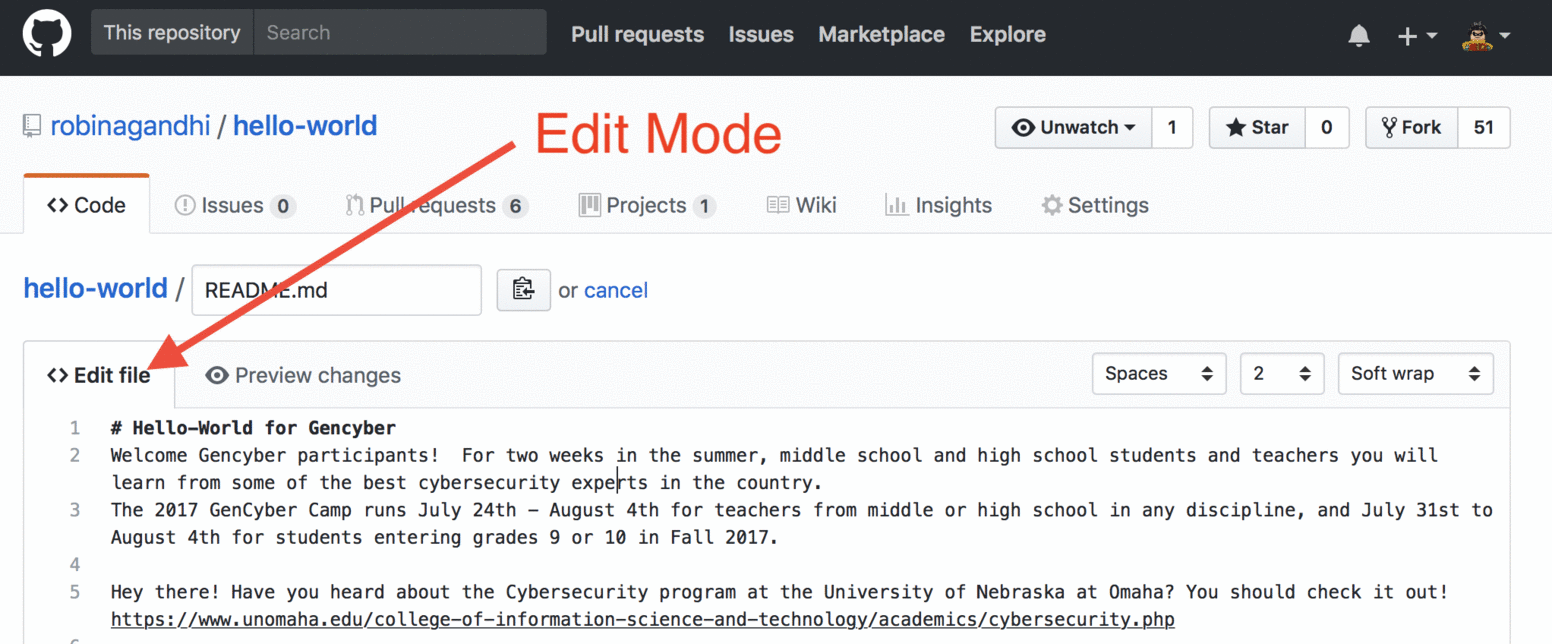 This repository Search Pull requests Issues Marketplace Explore
Edit Mode
robinagandhi / hello-world Unwatch 1 Star 0 Fork 51
Code Issues 0 Pull requests 6 Projects 1 Wiki Insights Settings
hello-world / README.md or cancel
<> Edit file Preview changes Spaces 2 Soft wrap
1 # Hello-World for Gencyber
2 Welcome Gencyber participants!  For two weeks in the summer, middle school and high school students and teachers you will
learn from some of the best cybersecurity experts in the country.
3 The 2017 GenCyber Camp runs July 24th - August 4th for teachers from middle or high school in any discipline, and July 31st to
August 4th for students entering grades 9 or 10 in Fall 2017.
4
5 Hey there! Have you heard about the Cybersecurity program at the University of Nebraska at Omaha? You should check it out!
https://www.unomaha.edu/college-of-information-science-and-technology/academics/cybersecurity.php